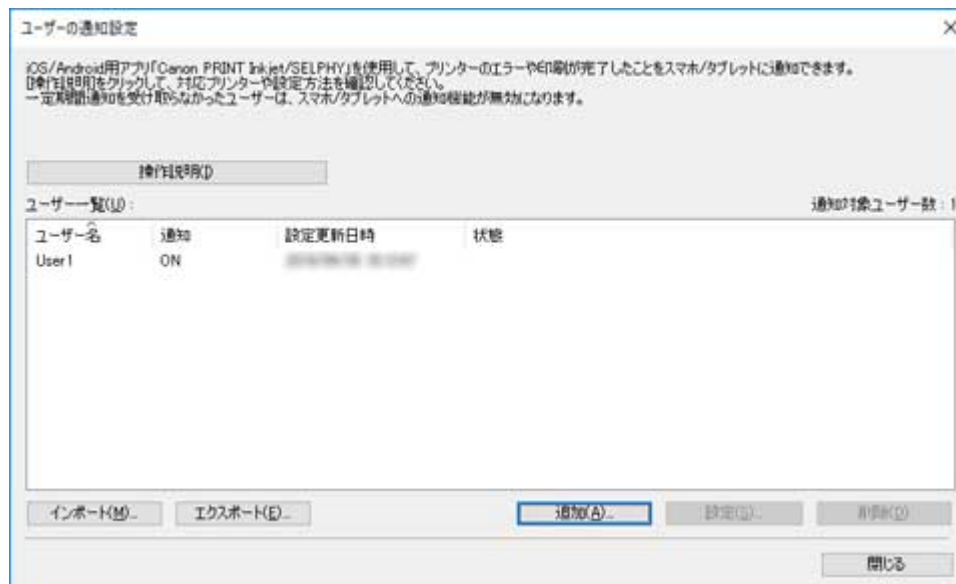 ユーザーの通知設定
iOS/Android用アプリ「Canon PRINT Inkjet/SELPHY」を使用して、プリンターのエラーや印刷が完了したことをスマホ/タブレットに通知できます。
[操作説明]をクリックして、対応プリンターや設定方法を確認してください。
一定期間通知を受け取らなかったユーザーは、スマホ/タブレットへの通知機能が無効になります。
操作説明(I)
ユーザー一覧(U): 通知対象ユーザー数: 1
ユーザー名 通知 設定更新日時 状態
User1 ON
インポート(M)... エクスポート(E)... 追加(A)... 設定(S)... 削除(D)
閉じる